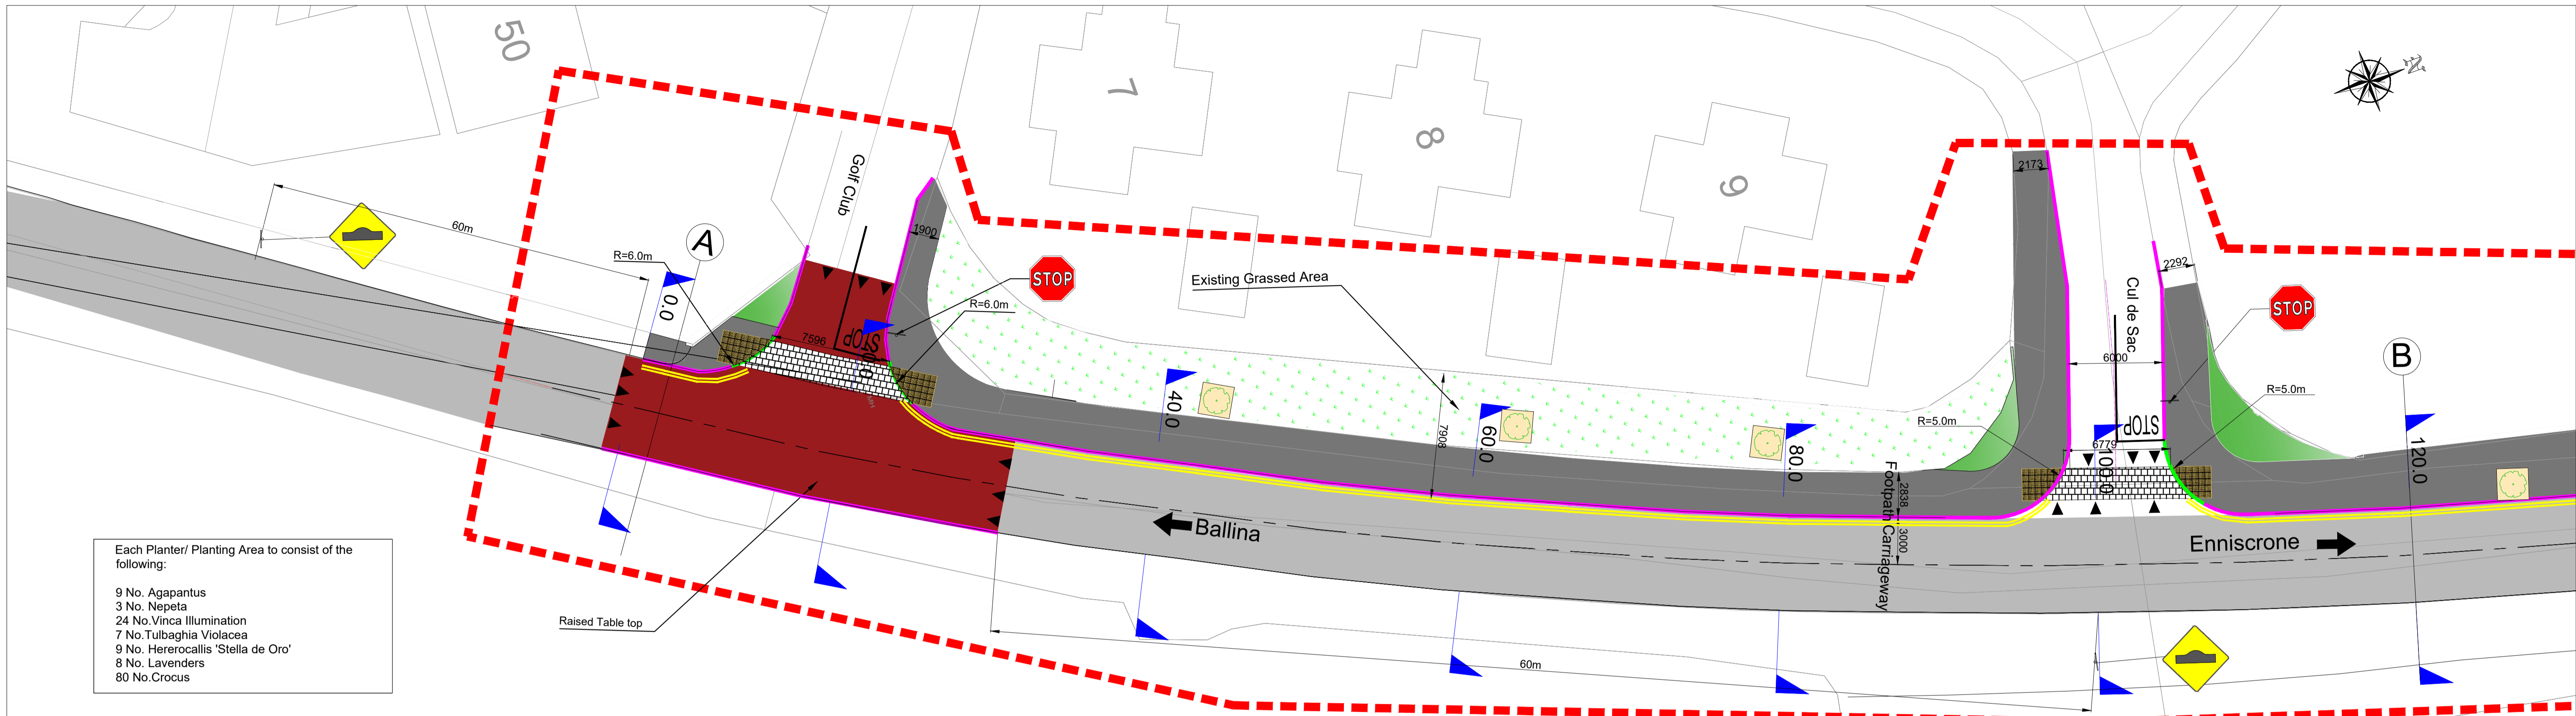 50
7
8
9
N
Golf Club
60m
A
R=6.0m
1900
STOP
R=6.0m
0.0
7596
STOP
Existing Grassed Area
40.0
60.0
7908
80.0
2173
2292
Cul de Sac
STOP
6000
R=5.0m
R=5.0m
STOP
6779
100.0
B
120.0
Footpath
2838
Carriageway
3000
Ballina
Enniscrone
Raised Table top
60m
Each Planter/ Planting Area to consist of the
following:
9 No. Agapantus
3 No. Nepeta
24 No.Vinca Illumination
7 No.Tulbaghia Violacea
9 No. Hererocallis 'Stella de Oro'
8 No. Lavenders
80 No.Crocus